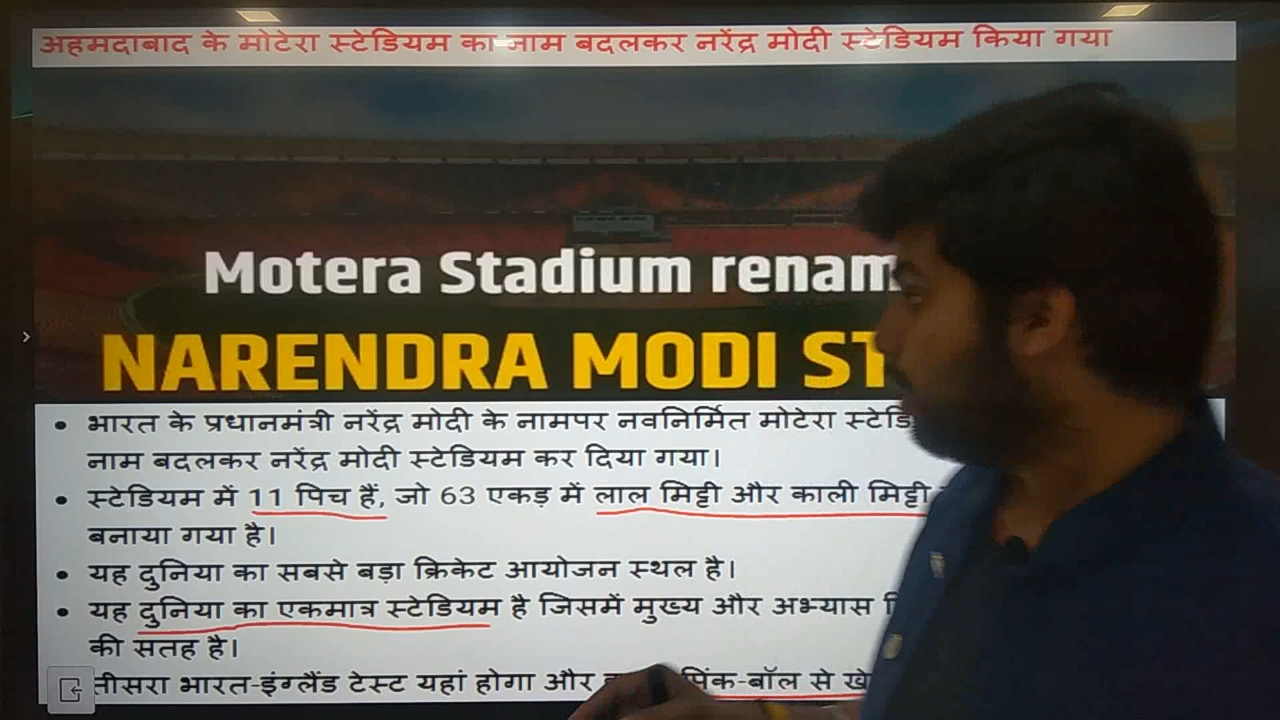 अहमदाबाद के मोटेरा स्टेडियम का नाम बदलकर नरेंद्र मोदी स्टेडियम किया गया
Motera Stadium renam
NARENDRA MODI ST
• भारत के प्रधानमंत्री नरेंद्र मोदी के नामपर नवनिर्मित मोटेरा स्टेडि
नाम बदलकर नरेंद्र मोदी स्टेडियम कर दिया गया।
• स्टेडियम में 11 पिच हैं, जो 63 एकड़ में लाल मिट्टी और काली मिट्टी
बनाया गया है।
• यह दुनिया का सबसे बड़ा क्रिकेट आयोजन स्थल है।
• यह दुनिया का एकमात्र स्टेडियम है जिसमें मुख्य और अभ्यास
की सतह है।
तीसरा भारत-इंग्लैंड टेस्ट यहां होगा और पिंक-बॉल से खे